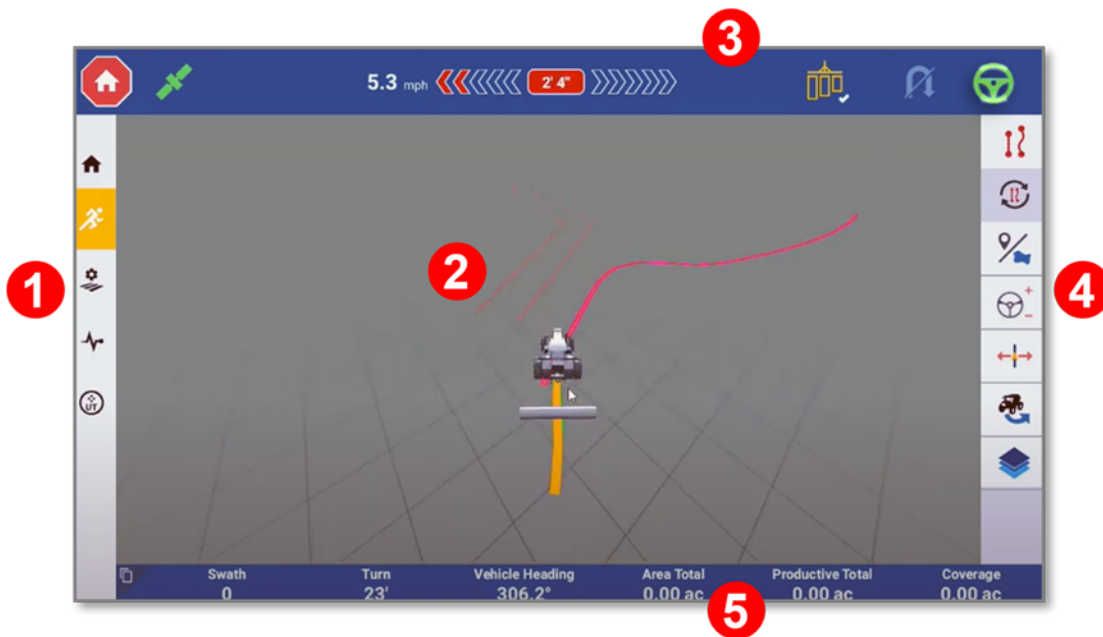 3
5.3 mph 2' 4"
1
2
4
UT
Swath Turn Vehicle Heading Area Total Productive Total Coverage
0 23' 306.2° 0.00 ac 0.00 ac 0.00 ac
5